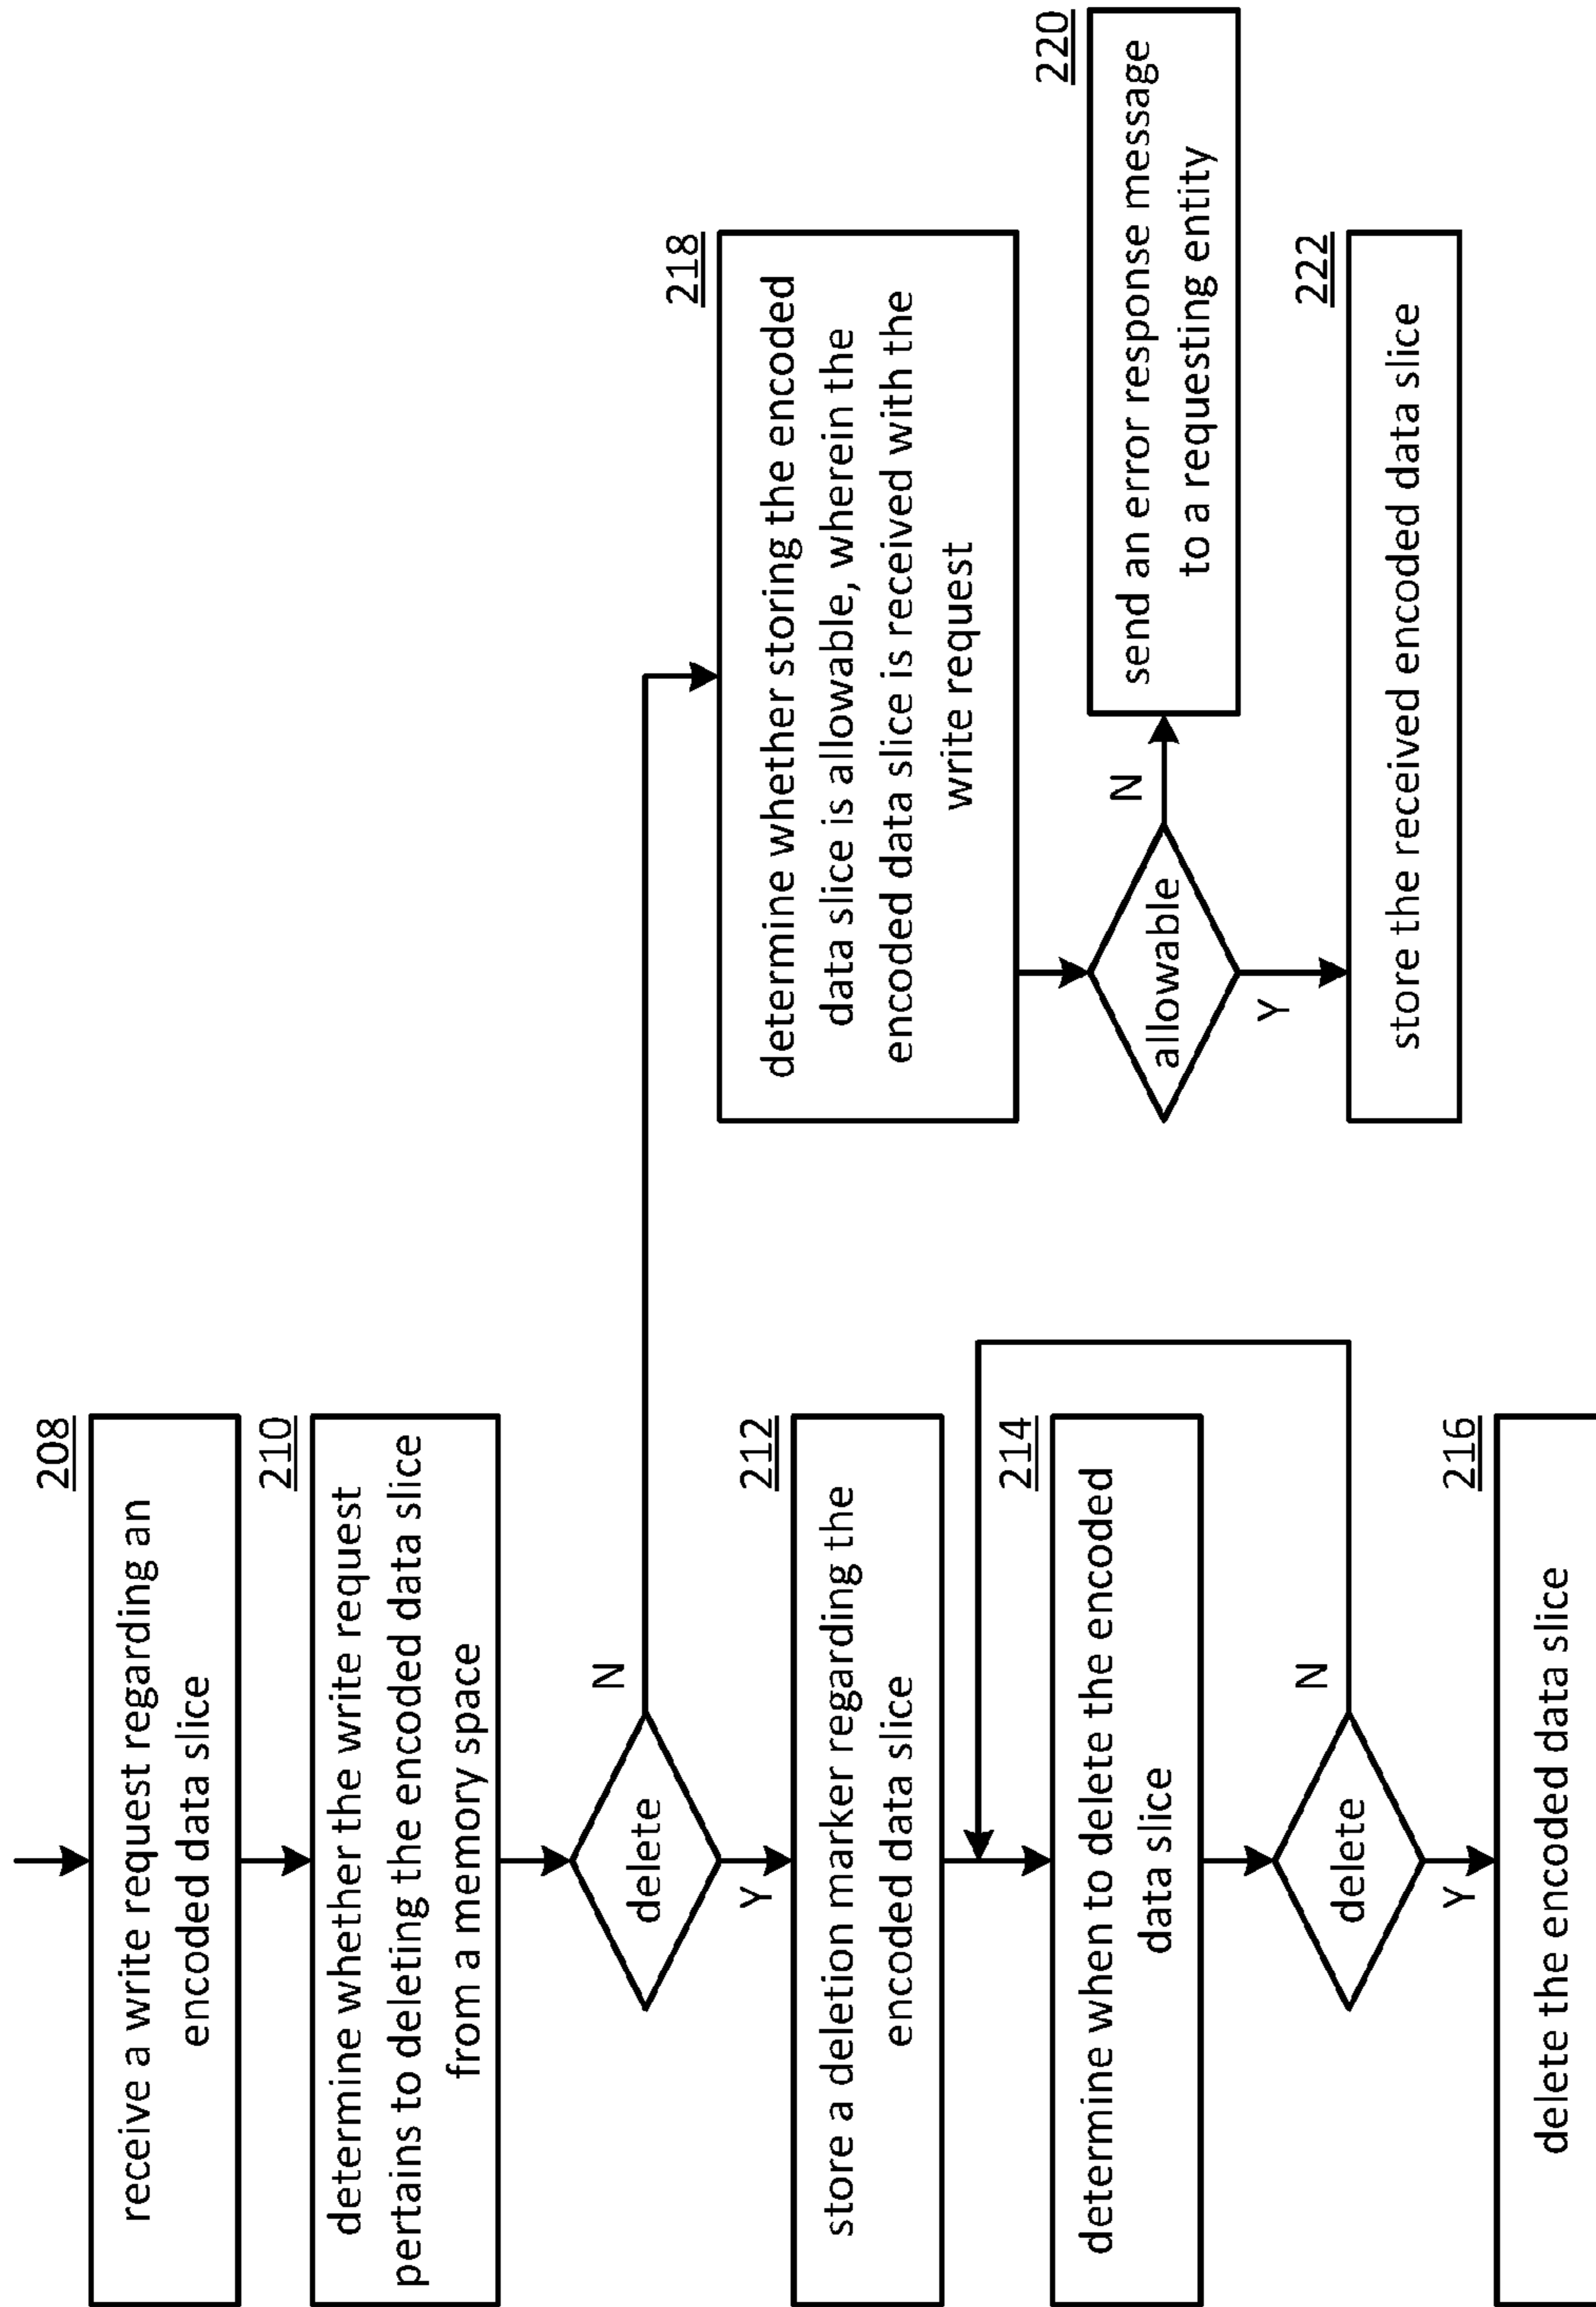 208
receive a write request regarding an
encoded data slice
210
determine whether the write request
pertains to deleting the encoded data slice
from a memory space
delete
N
Y
212
store a deletion marker regarding the
encoded data slice
214
determine when to delete the encoded
data slice
delete
N
Y
216
delete the encoded data slice
218
determine whether storing the encoded
data slice is allowable, wherein the
encoded data slice is received with the
write request
allowable
N
Y
220
send an error response message
to a requesting entity
222
store the received encoded data slice